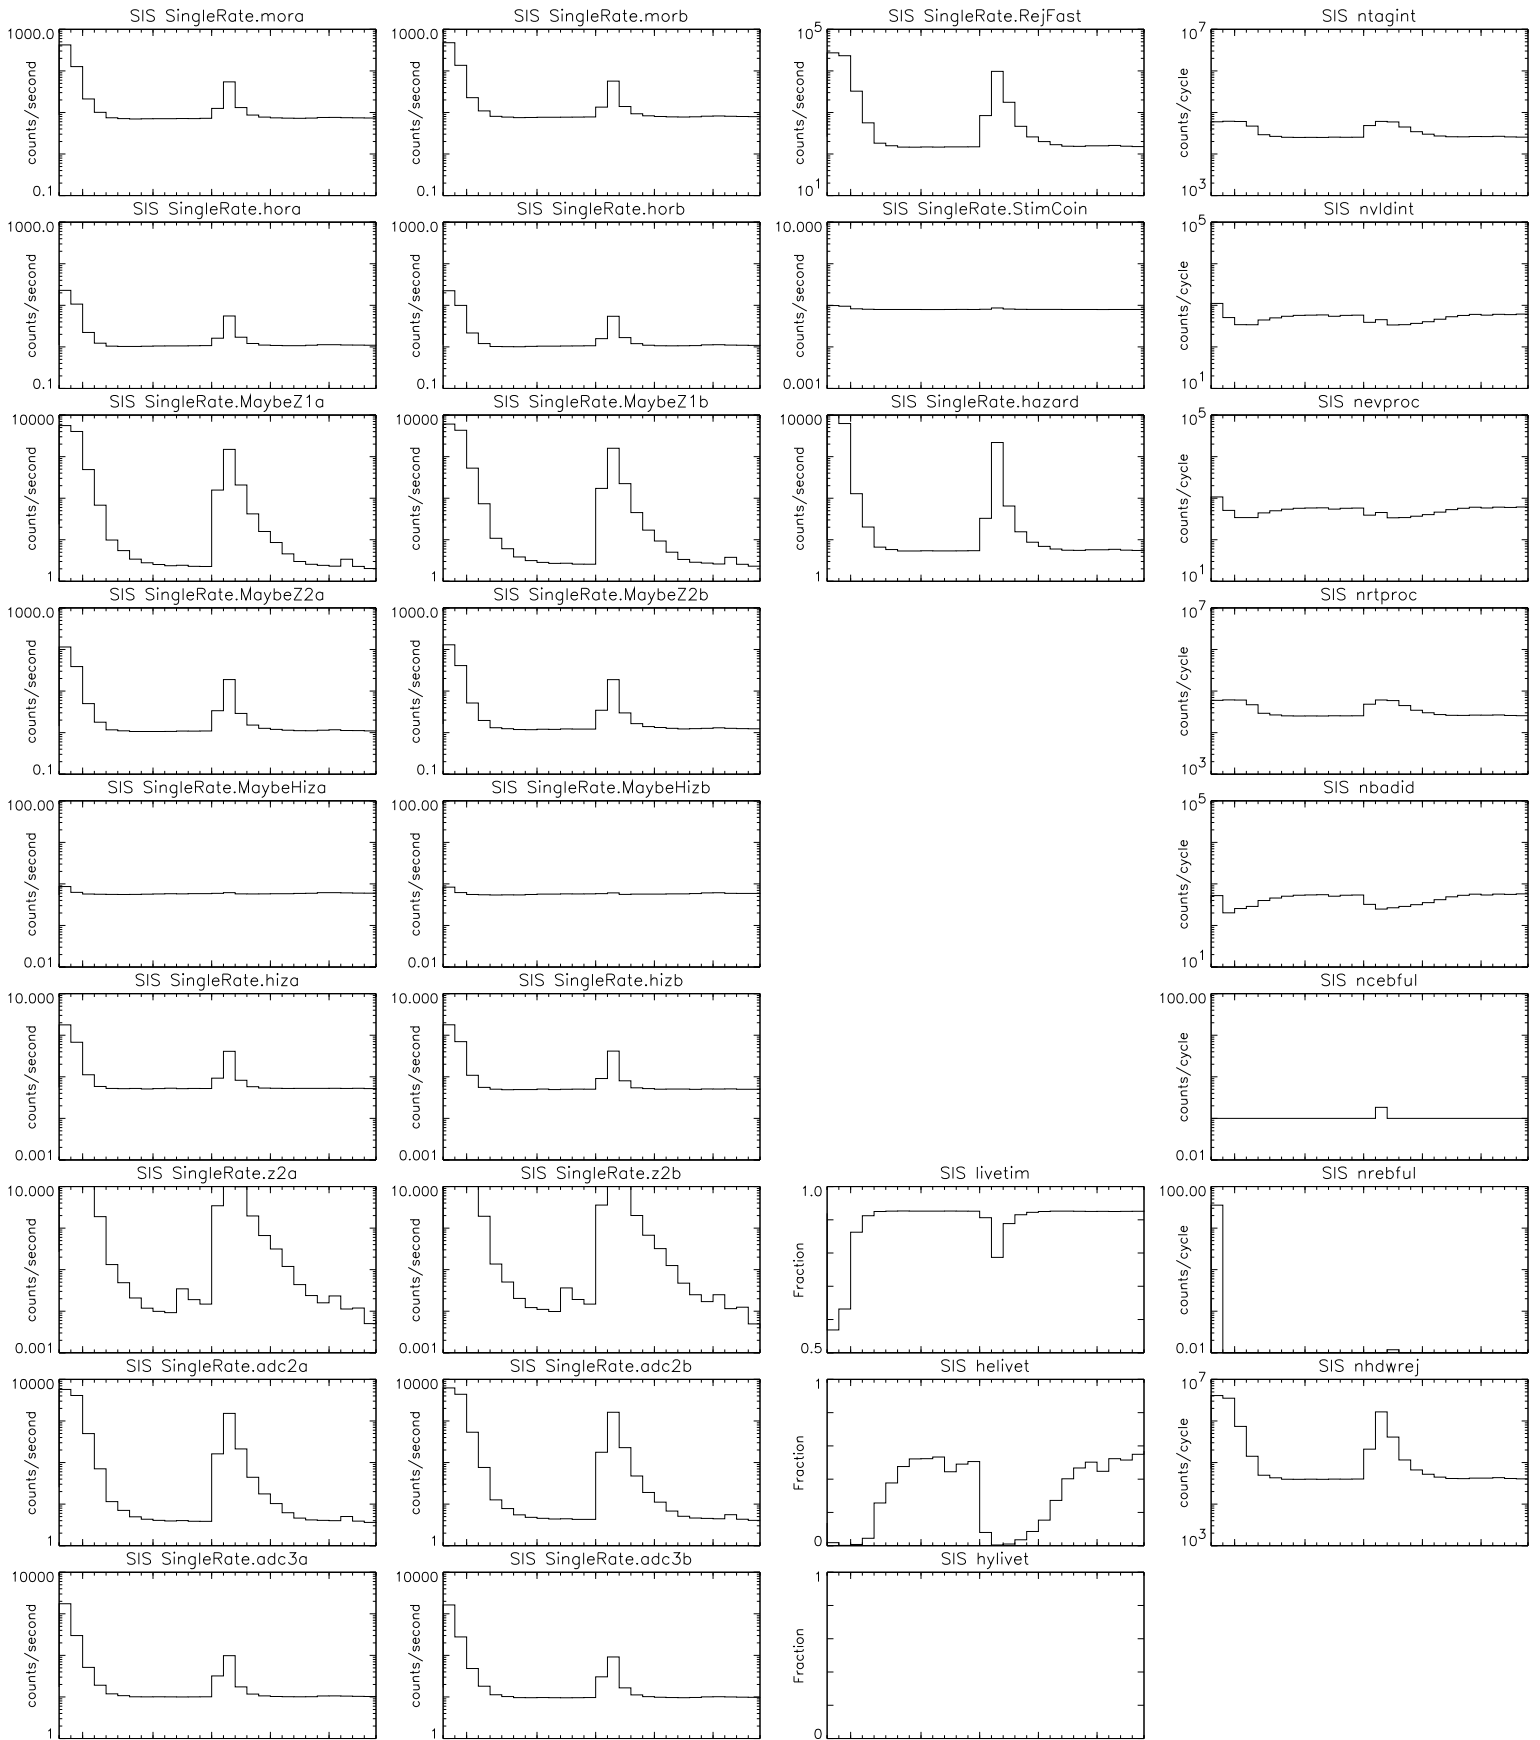 SIS SingleRate.mora
1000.0
counts/second
0.1
SIS SingleRate.morb
1000.0
counts/second
0.1
SIS SingleRate.RejFast
10^5
counts/second
10^1
SIS ntagint
10^7
counts/cycle
10^3
SIS SingleRate.hora
1000.0
counts/second
0.1
SIS SingleRate.horb
1000.0
counts/second
0.1
SIS SingleRate.StimCoin
10.000
counts/second
0.001
SIS nvldint
10^5
counts/cycle
10^1
SIS SingleRate.MaybeZ1a
10000
counts/second
1
SIS SingleRate.MaybeZ1b
10000
counts/second
1
SIS SingleRate.hazard
10000
counts/second
1
SIS nevproc
10^5
counts/cycle
10^1
SIS SingleRate.MaybeZ2a
1000.0
counts/second
0.1
SIS SingleRate.MaybeZ2b
1000.0
counts/second
0.1
SIS nrtproc
10^7
counts/cycle
10^3
SIS SingleRate.MaybeHiza
100.00
counts/second
0.01
SIS SingleRate.MaybeHizb
100.00
counts/second
0.01
SIS nbadid
10^5
counts/cycle
10^1
SIS SingleRate.hiza
10.000
counts/second
0.001
SIS SingleRate.hizb
10.000
counts/second
0.001
SIS ncebful
100.00
counts/cycle
0.01
SIS SingleRate.z2a
10.000
counts/second
0.001
SIS SingleRate.z2b
10.000
counts/second
0.001
SIS livetim
1.0
Fraction
0.5
SIS nrebful
100.00
counts/cycle
0.01
SIS SingleRate.adc2a
10000
counts/second
1
SIS SingleRate.adc2b
10000
counts/second
1
SIS helivet
1
Fraction
0
SIS nhdwrej
10^7
counts/cycle
10^3
SIS SingleRate.adc3a
10000
counts/second
1
SIS SingleRate.adc3b
10000
counts/second
1
SIS hylivet
1
Fraction
0